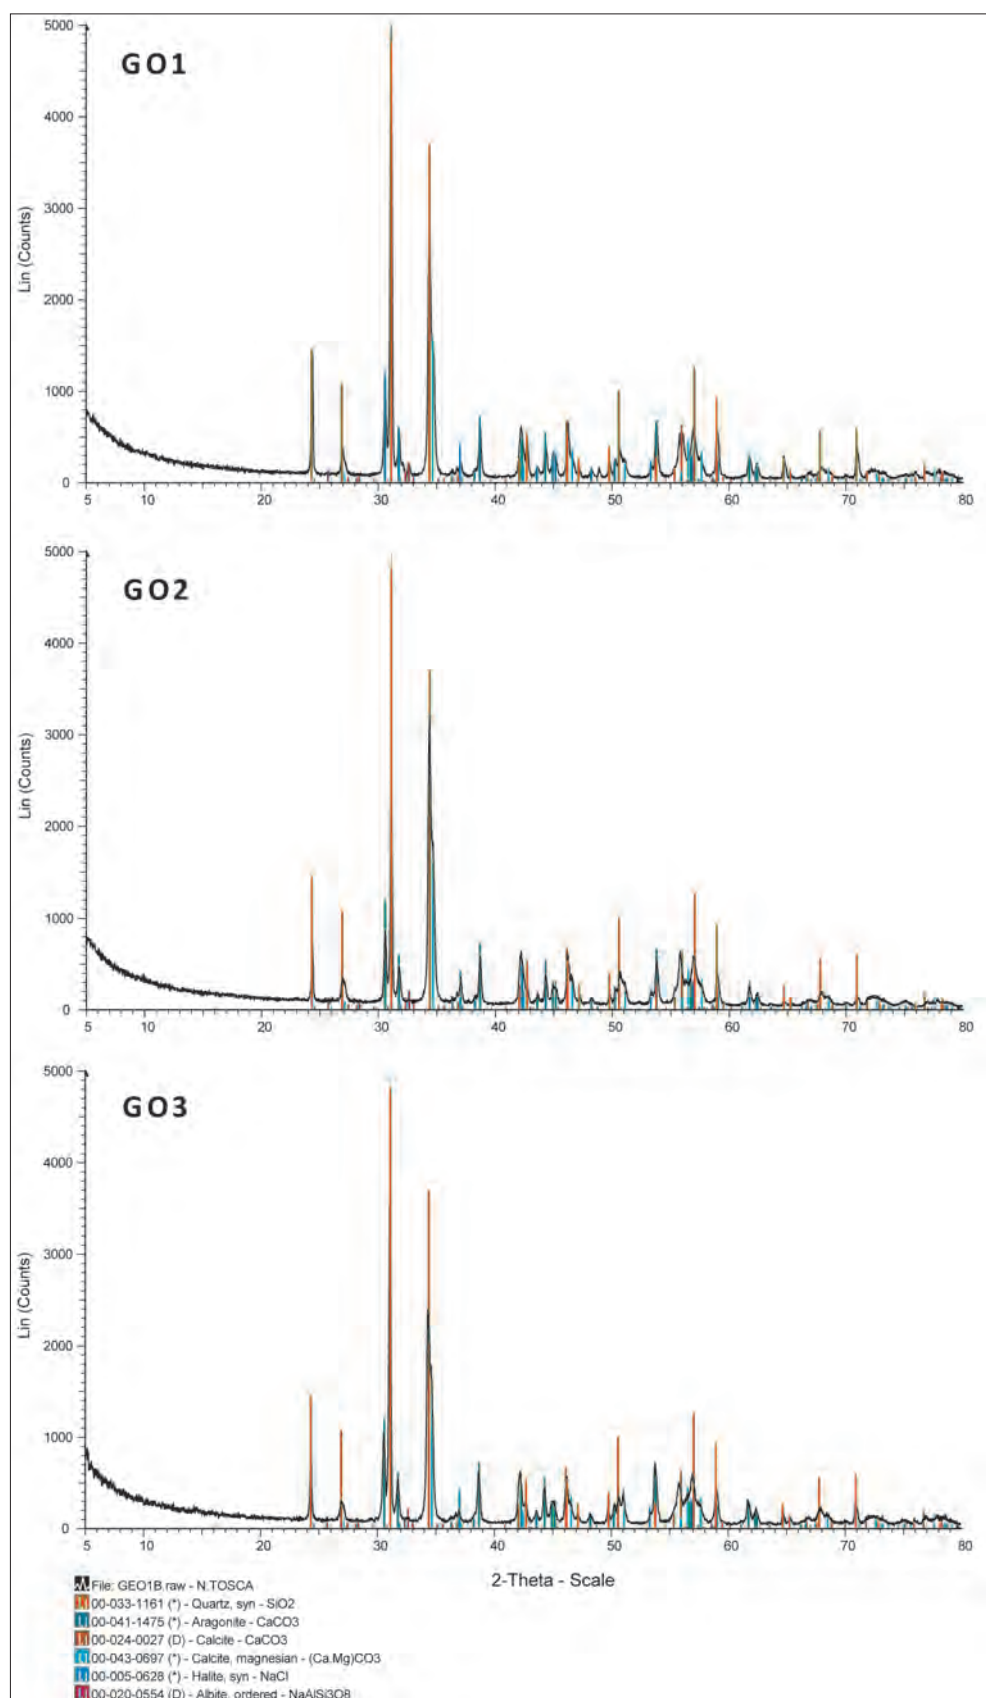 5000
GO1
4000
Lin (Counts)
3000
2000
1000
0
5 10 20 30 40 50 60 70 80
5000
GO2
4000
Lin (Counts)
3000
2000
1000
0
5 10 20 30 40 50 60 70 80
5000
GO3
4000
Lin (Counts)
3000
2000
1000
0
5 10 20 30 40 50 60 70 80
2-Theta - Scale
File: GEO1B.raw - N.TOSCA
00-033-1161 (*) - Quartz, syn - SiO2
00-041-1475 (*) - Aragonite - CaCO3
00-024-0027 (D) - Calcite - CaCO3
00-043-0697 (*) - Calcite, magnesian - (Ca.Mg)CO3
00-005-0628 (*) - Halite, syn - NaCl
00-020-0554 (D) - Albite, ordered - NaAlSi3O8